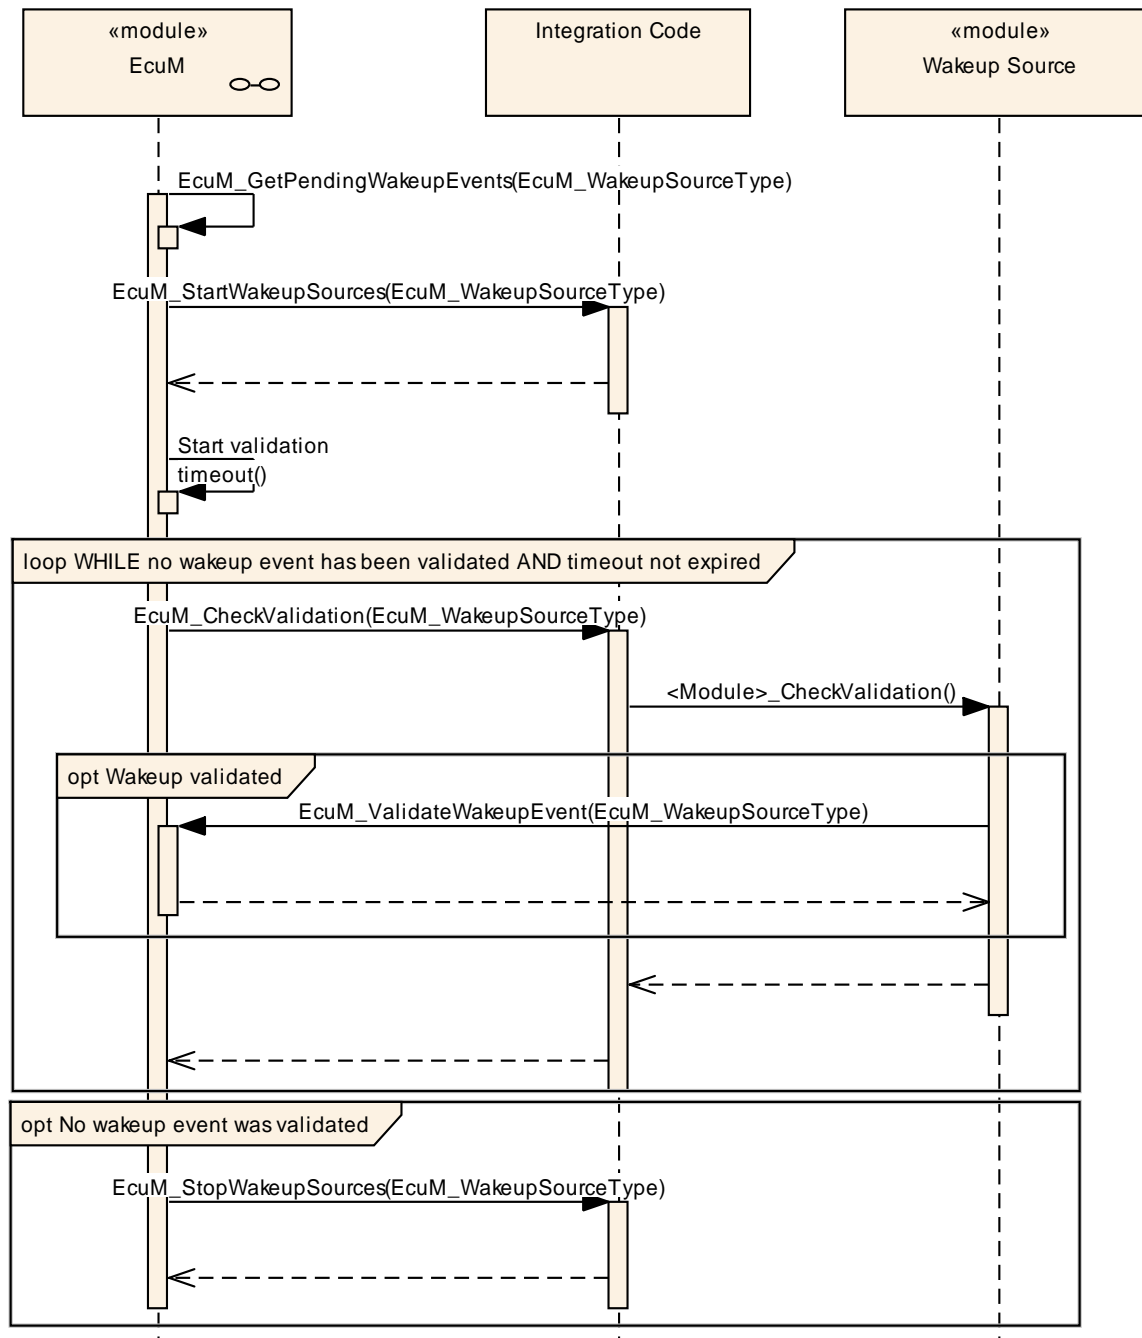 «module»
EcuM
Integration Code
«module»
Wakeup Source
EcuM_GetPendingWakeupEvents(EcuM_WakeupSourceType)
EcuM_StartWakeupSources(EcuM_WakeupSourceType)
Start validation
timeout()
loop WHILE no wakeup event has been validated AND timeout not expired
EcuM_CheckValidation(EcuM_WakeupSourceType)
<Module>_CheckValidation()
opt Wakeup validated
EcuM_ValidateWakeupEvent(EcuM_WakeupSourceType)
opt No wakeup event was validated
EcuM_StopWakeupSources(EcuM_WakeupSourceType)